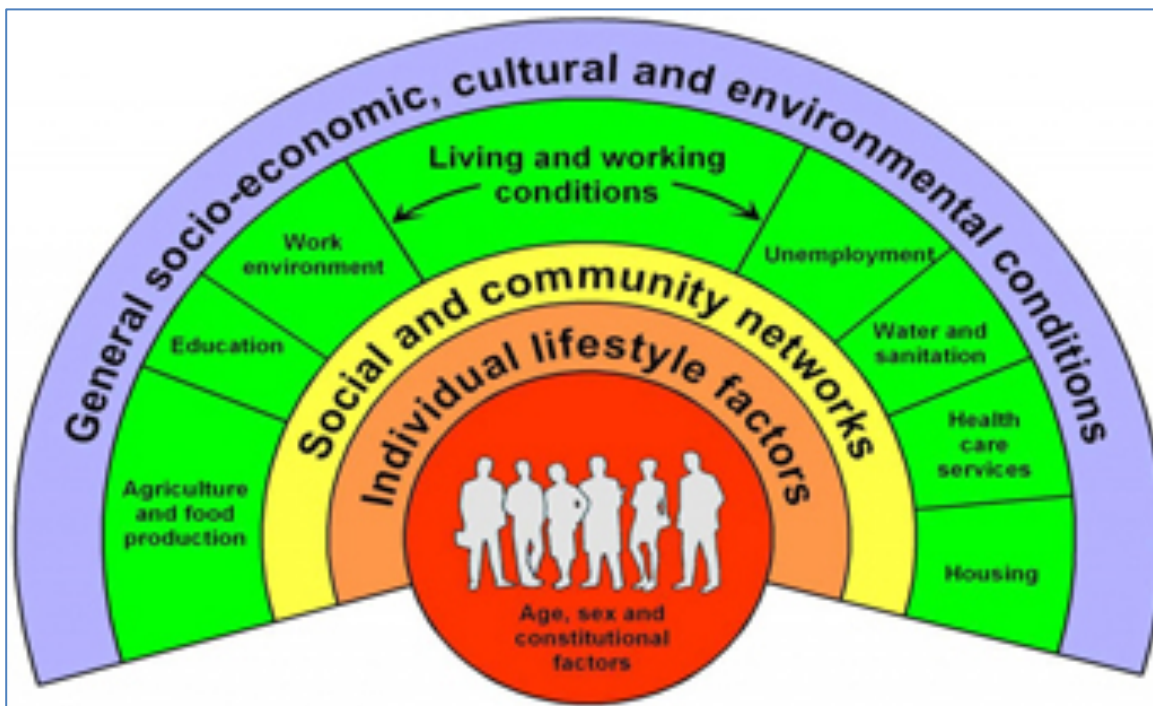 General socio-economic, cultural and environmental conditions
Living and working
conditions
Work
environment
Unemployment
Education
Water and
sanitation
Agriculture
and food
production
Health
care
services
Housing
Social and community networks
Individual lifestyle factors
Age, sex and
constitutional
factors